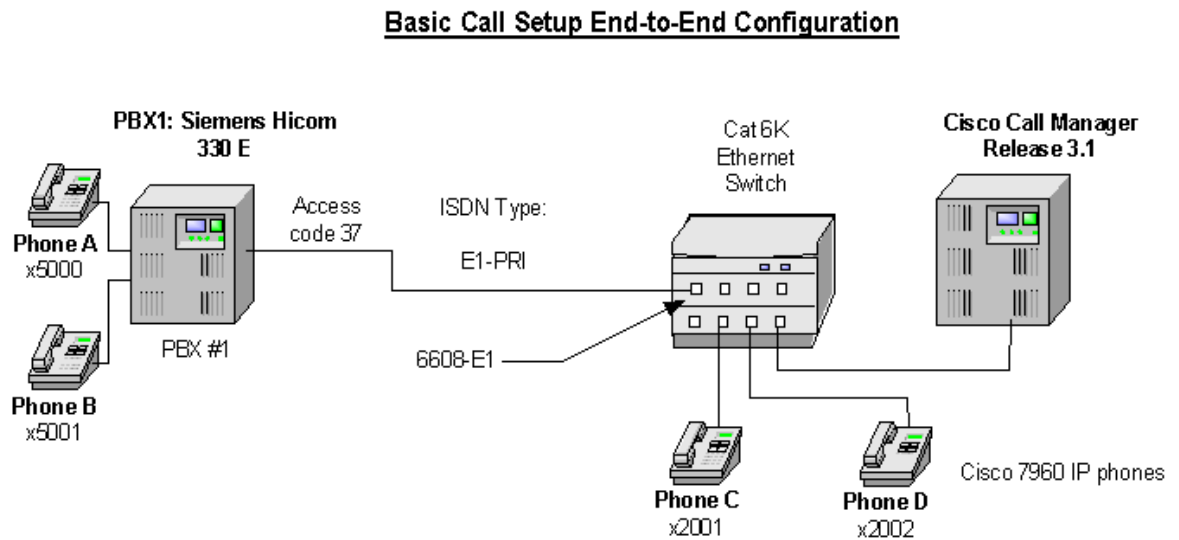 Basic Call Setup End-to-End Configuration
PBX1: Siemens Hicom
330 E
Cat 6K
Ethernet
Switch
Cisco Call Manager
Release 3.1
Access
code 37
ISDN Type:
E1-PRI
Phone A
x5000
PBX #1
6608-E1
Phone B
x5001
Phone C
x2001
Phone D
x2002
Cisco 7960 IP phones